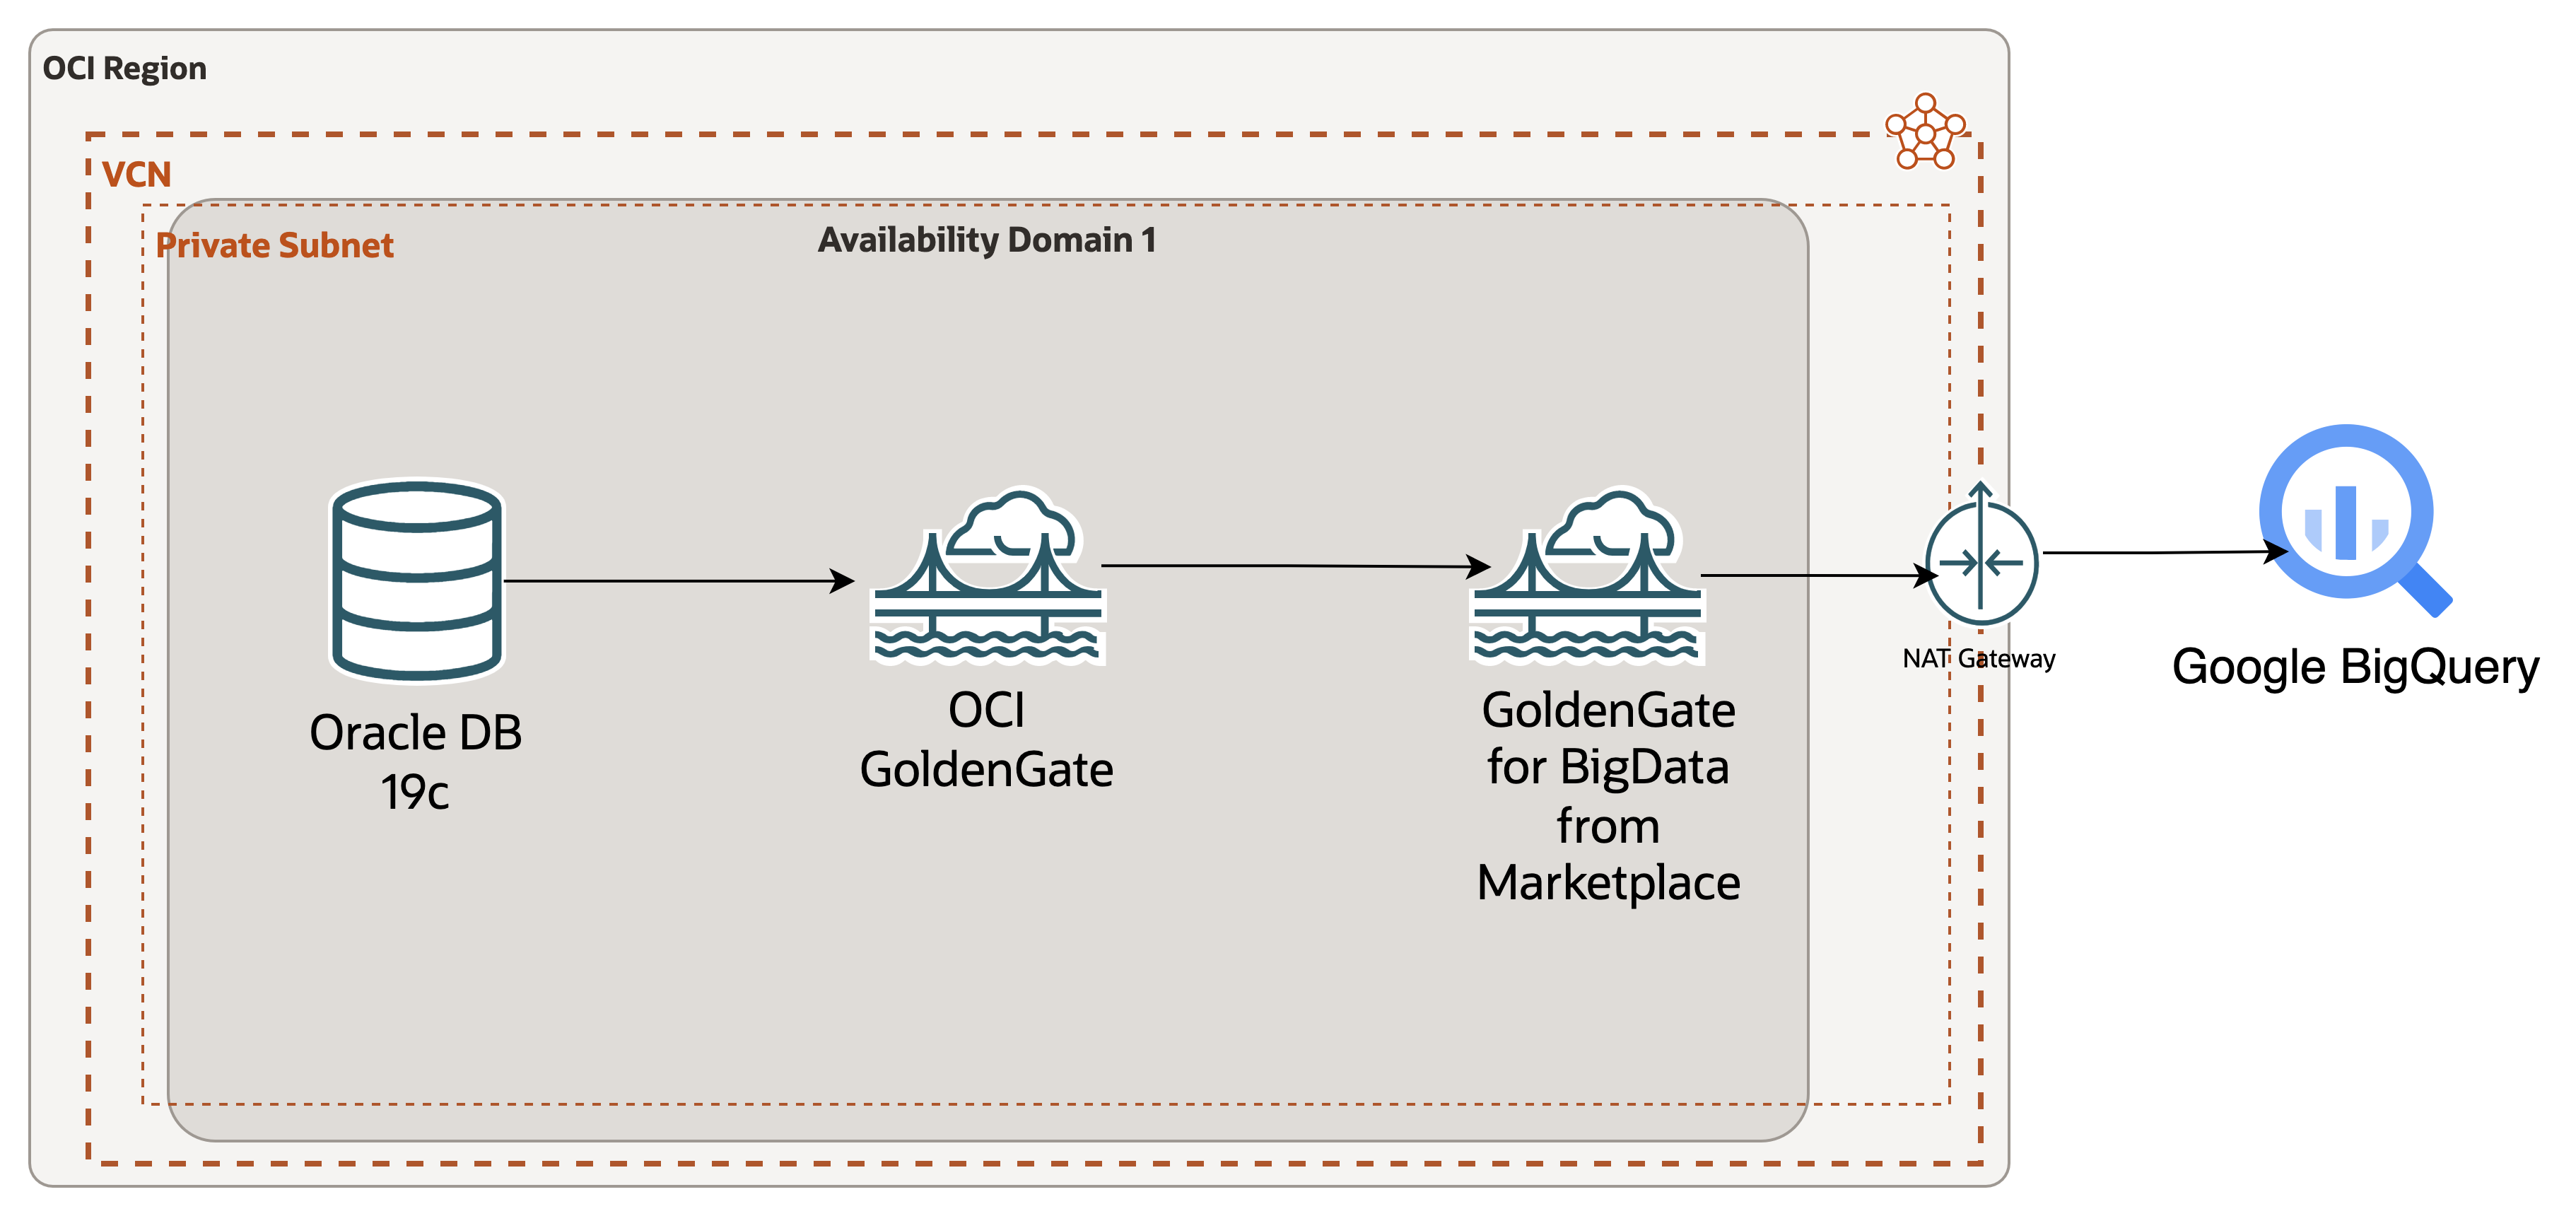 OCI Region
VCN
Private Subnet
Availability Domain 1
Oracle DB
19c
OCI
GoldenGate
GoldenGate
for BigData
from
Marketplace
NAT Gateway
Google BigQuery